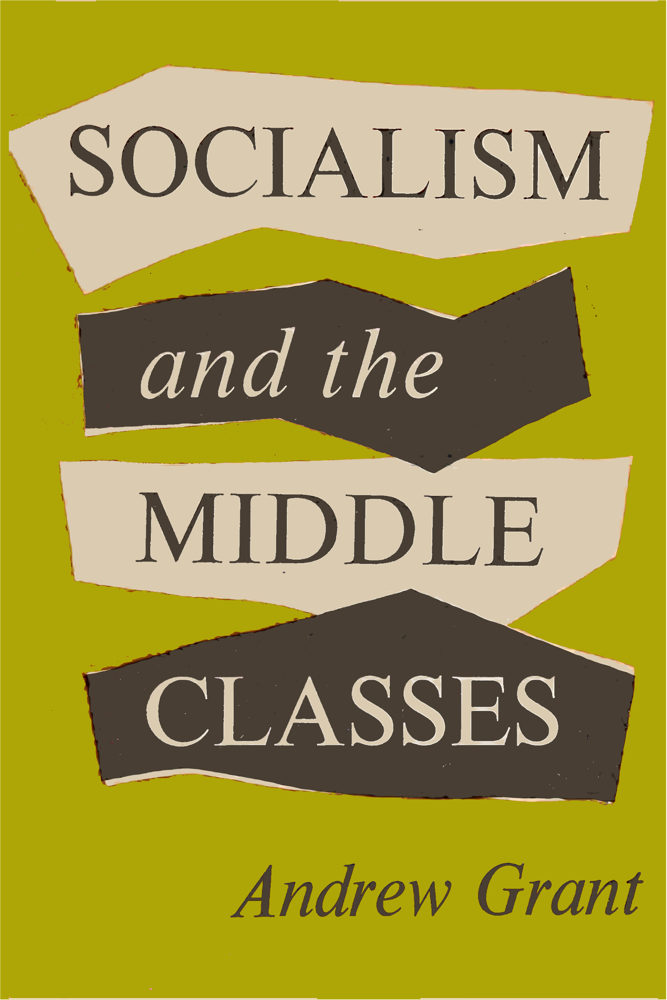 SOCIALISM
and the
MIDDLE
CLASSES
Andrew Grant